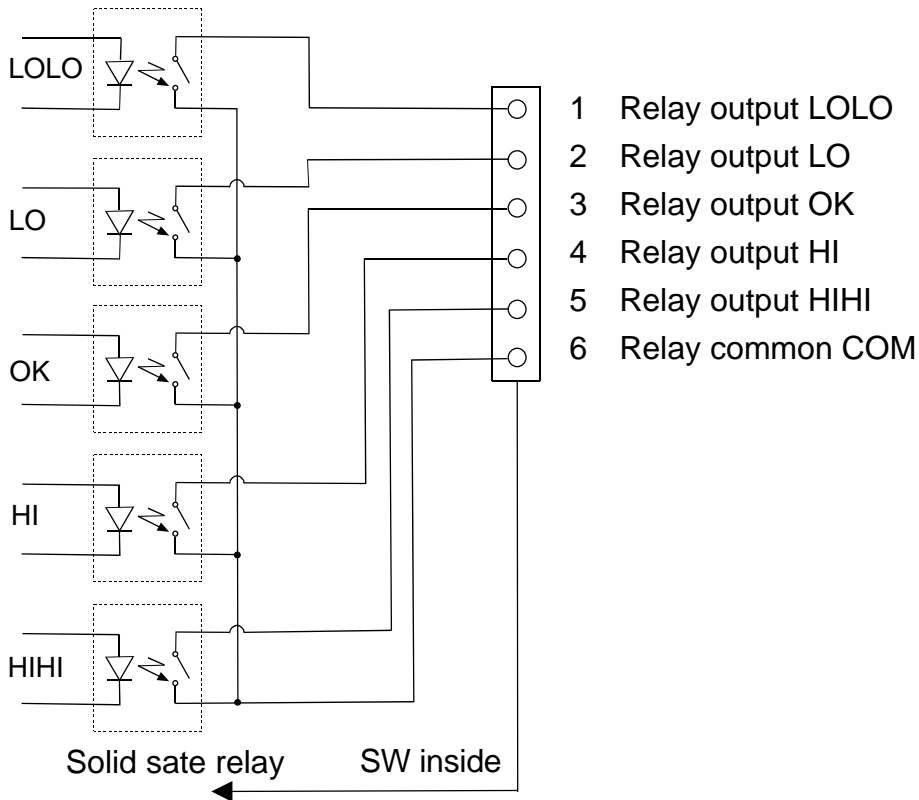 LOLO
LO
OK
HI
HIHI
1 Relay output LOLO
2 Relay output LO
3 Relay output OK
4 Relay output HI
5 Relay output HIHI
6 Relay common COM
Solid sate relay
SW inside